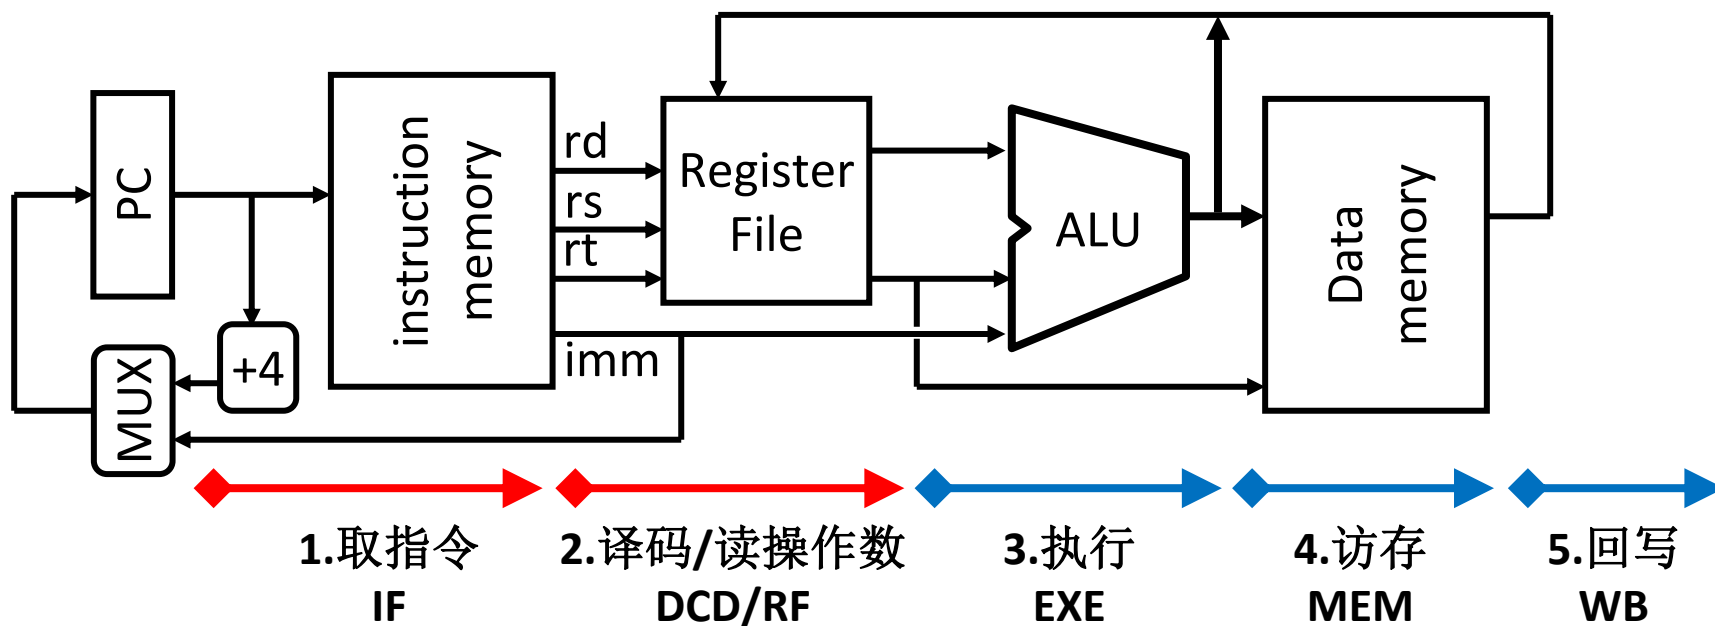 PC
MUX
+4
instruction
memory
rd
rs
rt
imm
Register
File
ALU
Data
memory
1.取指令
IF
2.译码/读操作数
DCD/RF
3.执行
EXE
4.访存
MEM
5.回写
WB